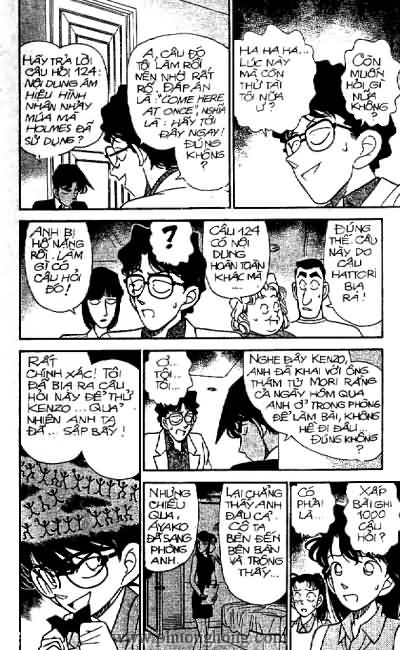 HÃY TRẢ LỜI
CÂU HỎI 124:
NỘI DUNG ÁM
HIỆU HÌNH
NHÂN NHẢY
MÚA MÀ
HOLMES ĐÃ
SỬ DỤNG?
A, CÂU ĐÓ
TÔI LÀM RỒI
NÊN NHỚ RẤT
RÕ. ĐÁP ÁN
LÀ: "COME HERE
AT ONCE", NGHĨA
LÀ: HÃY TỚI
ĐÂY NGAY!
ĐÚNG
KHÔNG?
HA HA HA...
LÚC NÀY
MÀ CÒN
THỬ TÀI
TÔI NỮA
Ư?
CÒN
MUỐN
HỎI GÌ
NỮA
KHÔNG?
ANH BỊ
HỐ NẶNG
RỒI. LÀM
GÌ CÓ
CÂU HỎI
ĐÓ!
?
CÂU 124
CÓ NỘI
DUNG
HOÀN TOÀN
KHÁC MÀ
ĐÚNG
THẾ. CÂU
NÀY DO
CẬU
HATTORI
BỊA
RA!
RẤT
CHÍNH XÁC! TÔI
ĐÃ BỊA RA CÂU
HỎI NÀY ĐỂ THỬ
KENZO... QUẢ
NHIÊN ANH TA
ĐÃ... SẬP BẪY!
Ơ...
TÔI...
TÔI...
NGHE ĐÂY KENZO,
ANH ĐÃ KHAI VỚI ÔNG
THÁM TỬ MORI RẰNG
CẢ NGÀY HÔM QUA
ANH Ở TRONG PHÒNG
ĐỂ LÀM BÀI, KHÔNG
HỀ ĐI ĐÂU...
ĐÚNG KHÔNG?
NHƯNG
CHIỀU
QUA,
AYAKO
ĐÃ SANG
PHÒNG
ANH.
LẠI CHẲNG
THẤY ANH
ĐÂU CẢ.
CÔ TA
BÈN ĐẾN
BÊN BÀN
VÀ TRÔNG
THẤY...
CÓ
PHẢI
LÀ...
XẤP
BÀI GHI
1000
CÂU
HỎI?